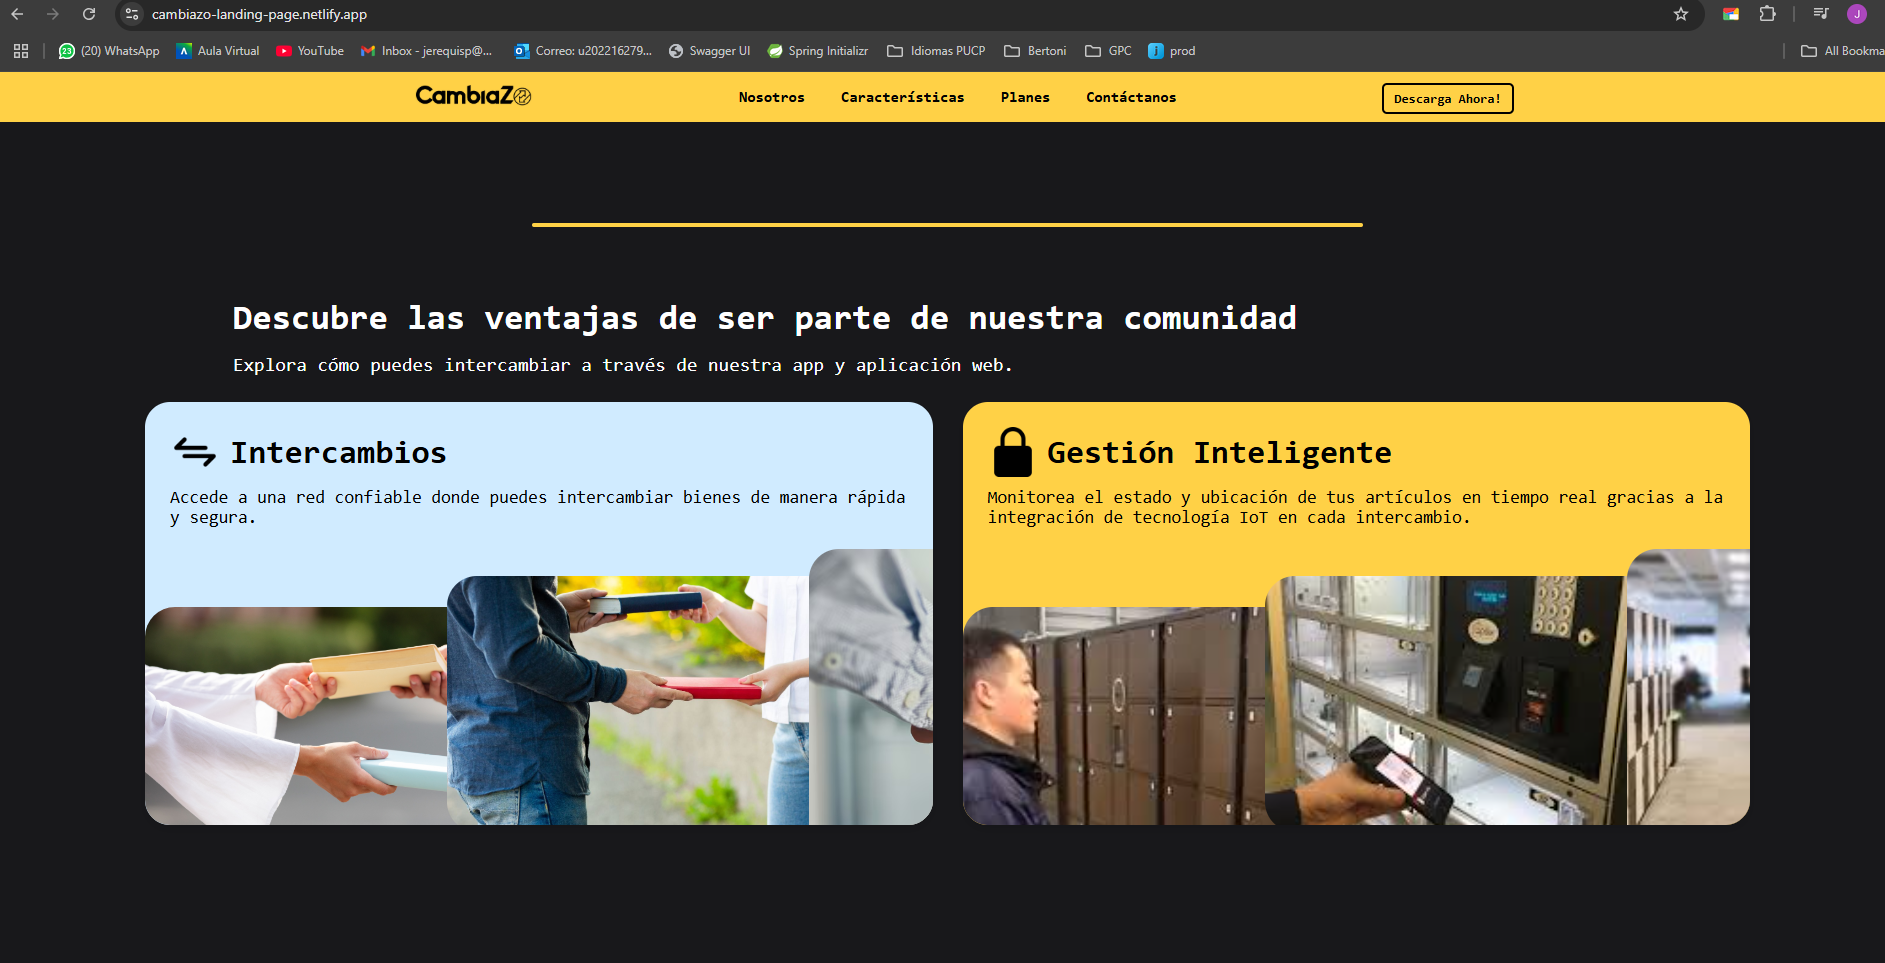 cambiazo-landing-page.netlify.app
(20) WhatsApp Aula Virtual YouTube Inbox - jerequisp@... Correo: u202216279... Swagger UI Spring Initializr Idiomas PUCP Bertoni GPC prod All Bookma
CambiaZo Nosotros Características Planes Contáctanos Descarga Ahora!
Descubre las ventajas de ser parte de nuestra comunidad
Explora cómo puedes intercambiar a través de nuestra app y aplicación web.
Intercambios
Accede a una red confiable donde puedes intercambiar bienes de manera rápida
y segura.
Gestión Inteligente
Monitorea el estado y ubicación de tus artículos en tiempo real gracias a la
integración de tecnología IoT en cada intercambio.